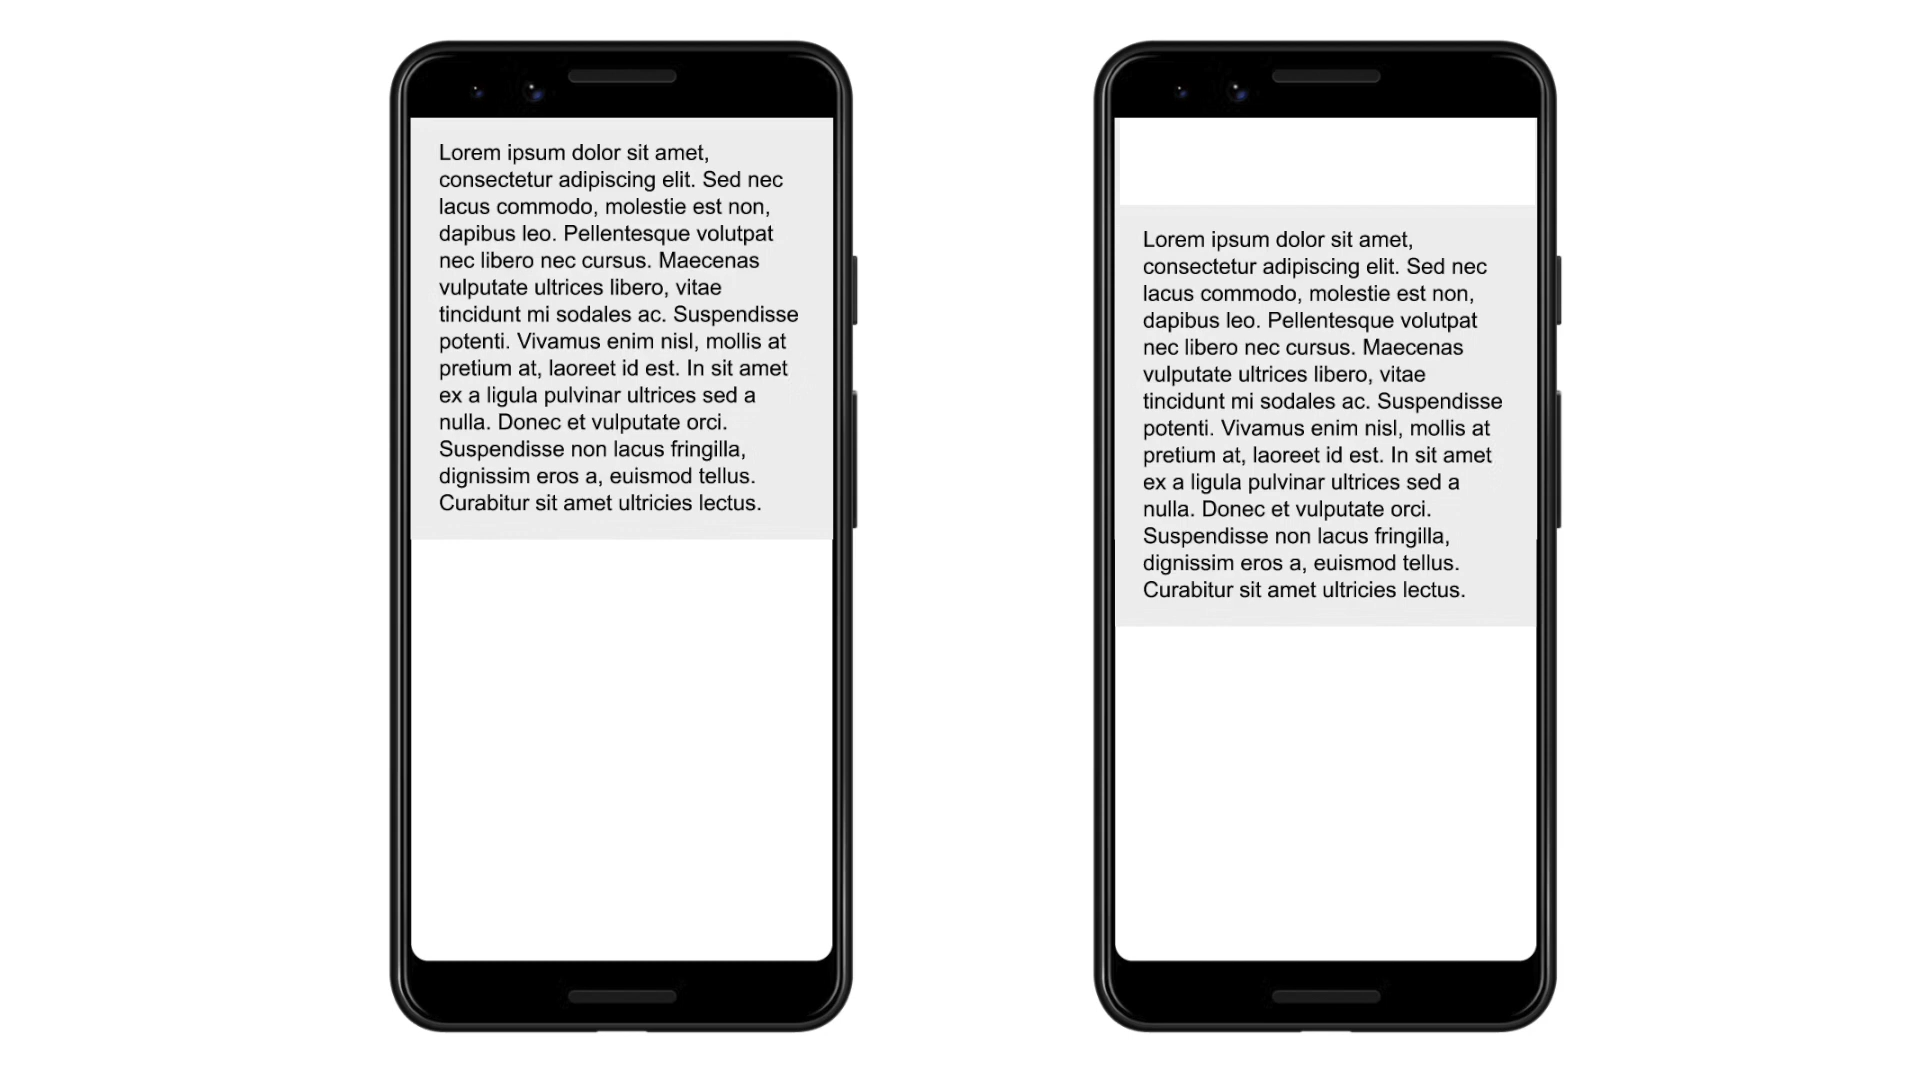 Lorem ipsum dolor sit amet,
consectetur adipiscing elit. Sed nec
lacus commodo, molestie est non,
dapibus leo. Pellentesque volutpat
nec libero nec cursus. Maecenas
vulputate ultrices libero, vitae
tincidunt mi sodales ac. Suspendisse
potenti. Vivamus enim nisl, mollis at
pretium at, laoreet id est. In sit amet
ex a ligula pulvinar ultrices sed a
nulla. Donec et vulputate orci.
Suspendisse non lacus fringilla,
dignissim eros a, euismod tellus.
Curabitur sit amet ultricies lectus.
Lorem ipsum dolor sit amet,
consectetur adipiscing elit. Sed nec
lacus commodo, molestie est non,
dapibus leo. Pellentesque volutpat
nec libero nec cursus. Maecenas
vulputate ultrices libero, vitae
tincidunt mi sodales ac. Suspendisse
potenti. Vivamus enim nisl, mollis at
pretium at, laoreet id est. In sit amet
ex a ligula pulvinar ultrices sed a
nulla. Donec et vulputate orci.
Suspendisse non lacus fringilla,
dignissim eros a, euismod tellus.
Curabitur sit amet ultricies lectus.